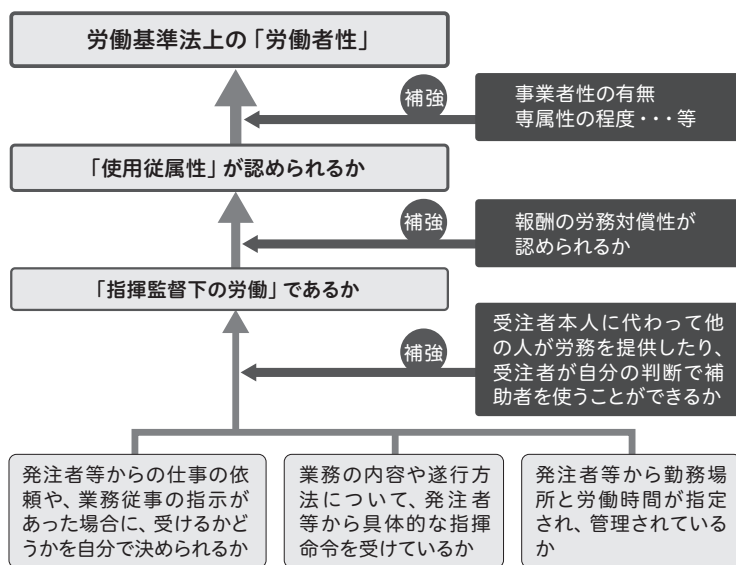 労働基準法上の「労働者性」
補強
事業者性の有無
専属性の程度・・・等
「使用従属性」が認められるか
補強
報酬の労務対償性が
認められるか
「指揮監督下の労働」であるか
補強
受注者本人に代わって他
の人が労務を提供したり、
受注者が自分の判断で補
助者を使うことができるか
発注者等からの仕事の依
頼や、業務従事の指示が
あった場合に、受けるかど
うかを自分で決められるか
業務の内容や遂行方
法について、発注者
等から具体的な指揮
命令を受けているか
発注者等から勤務場
所と労働時間が指定
され、管理されている
か